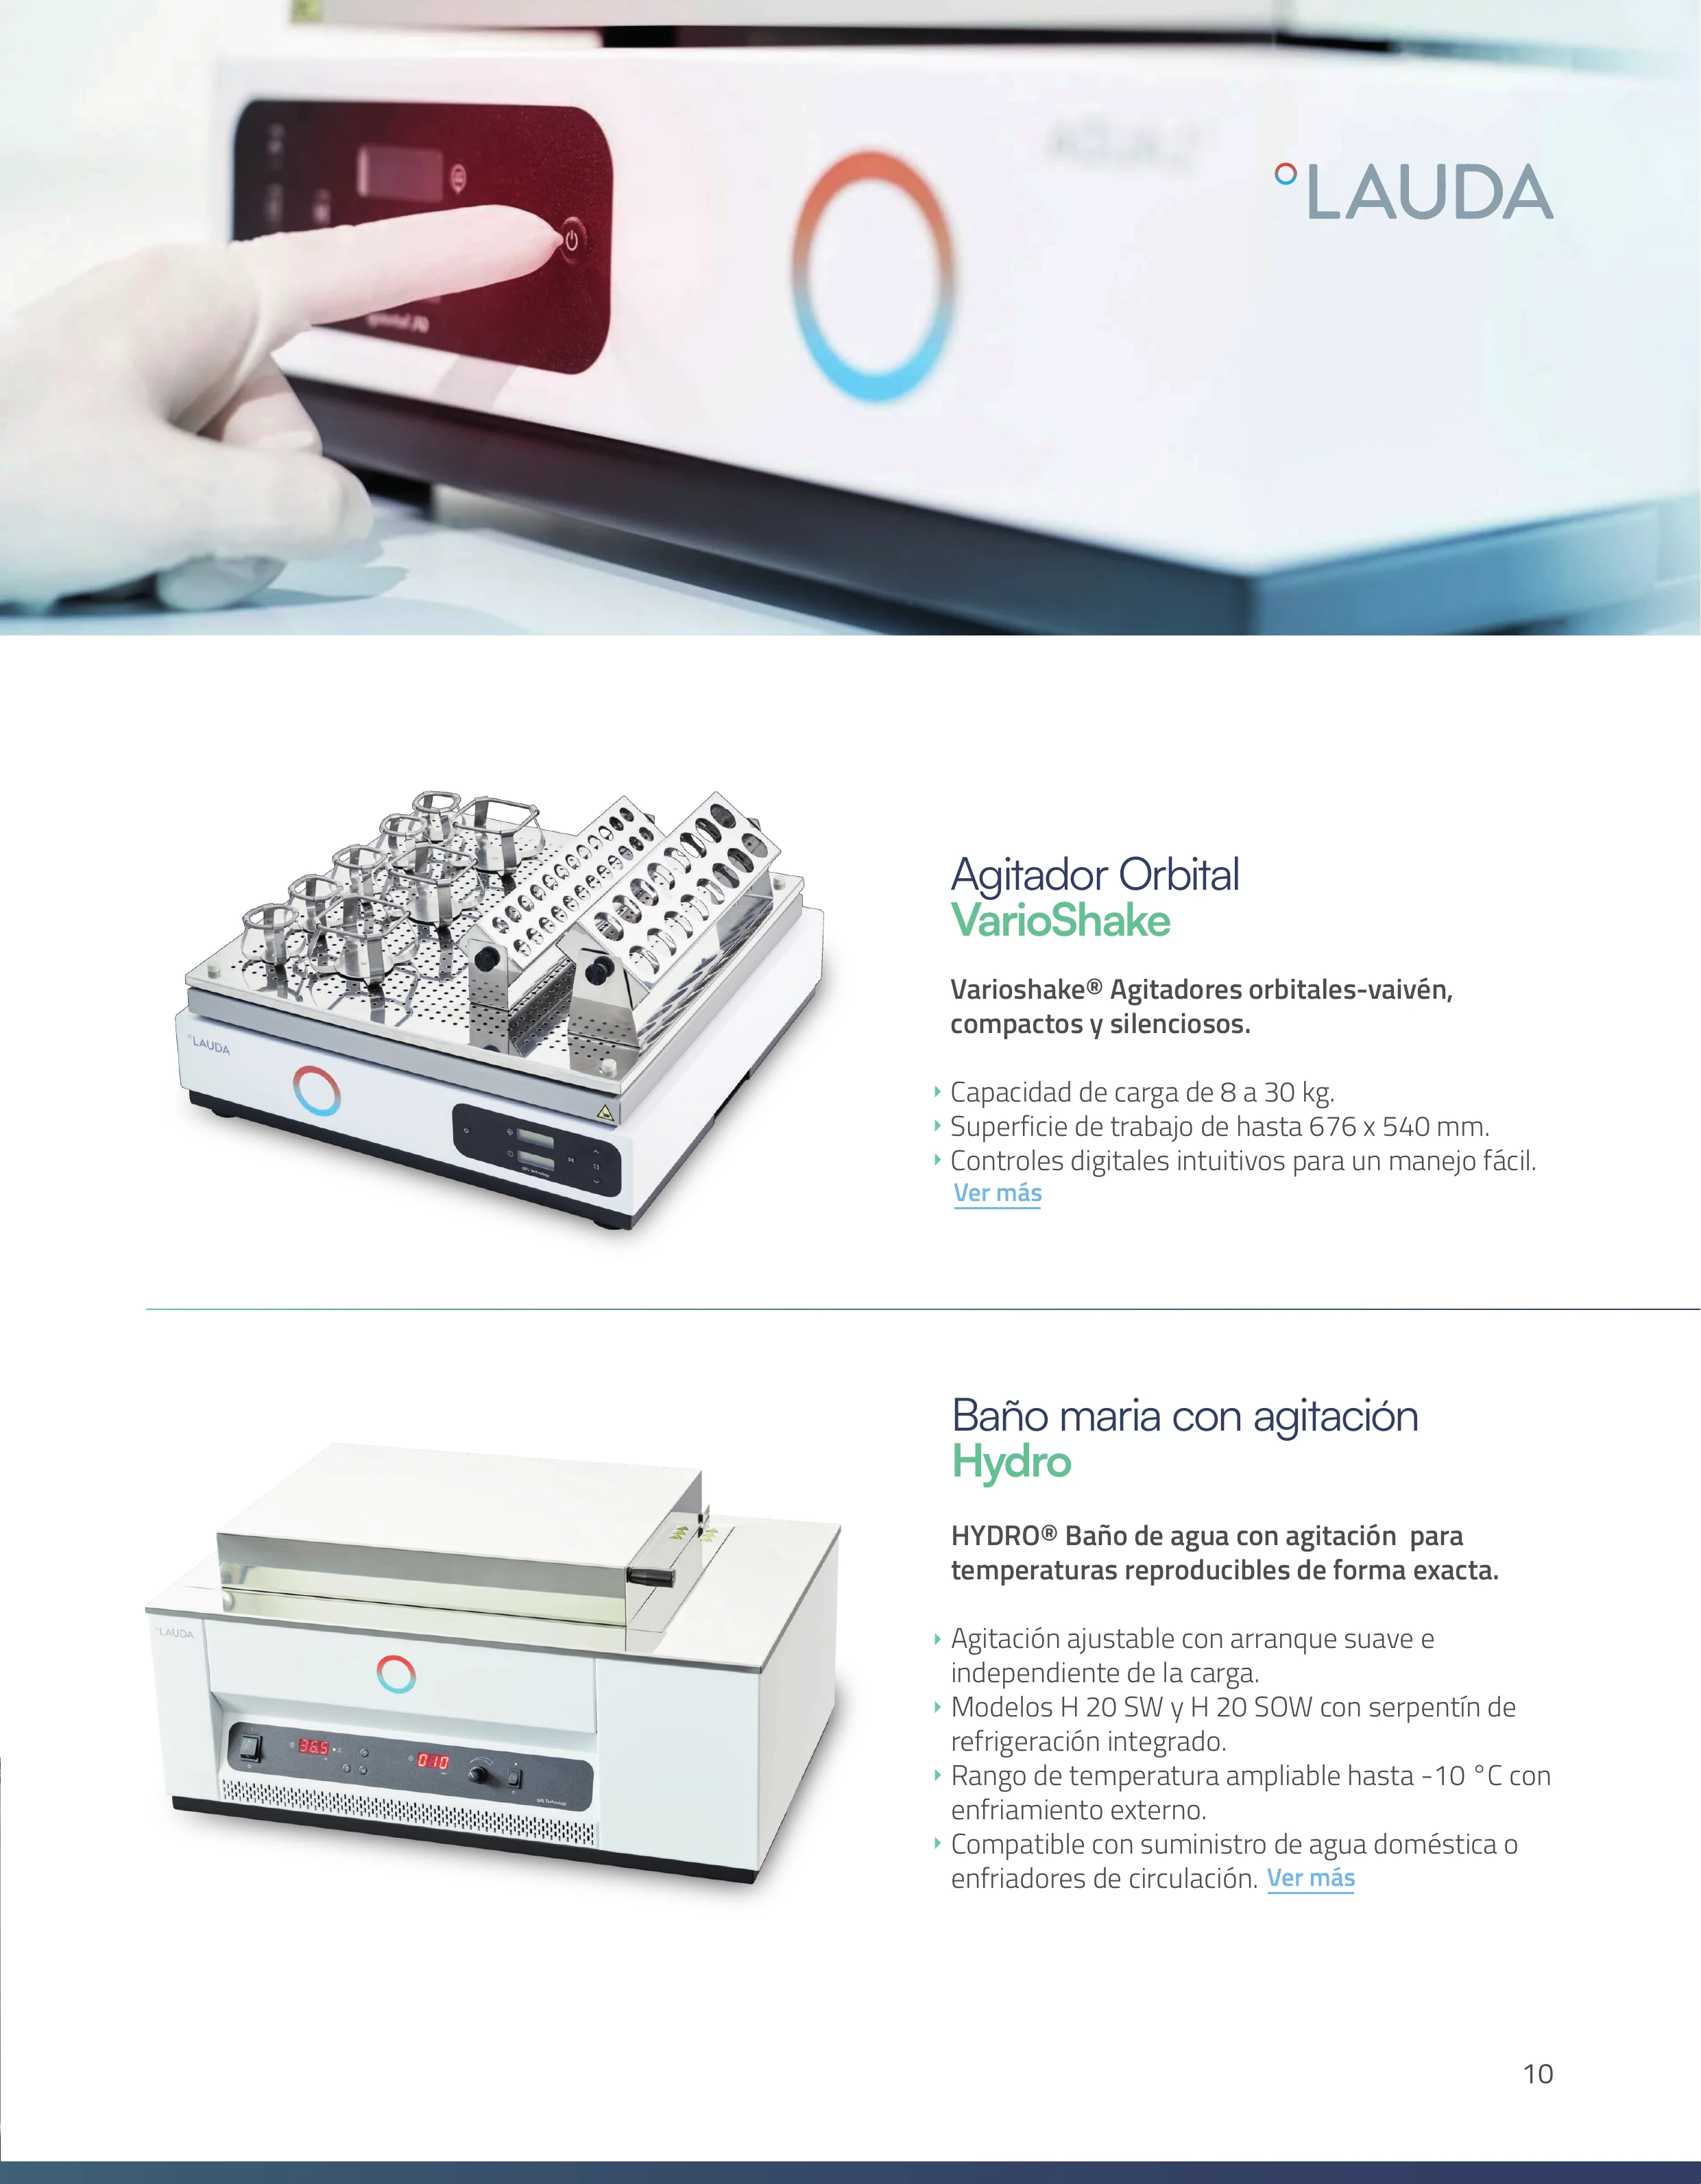 LAUDA
Agitador Orbital
VarioShake
Varioshake® Agitadores orbitales-vaivén,
compactos y silenciosos.
Capacidad de carga de 8 a 30 kg.
Superficie de trabajo de hasta 676 x 540 mm.
Controles digitales intuitivos para un manejo fácil.
Ver más
LAUDA
Baño maria con agitación
Hydro
HYDRO® Baño de agua con agitación para
temperaturas reproducibles de forma exacta.
Agitación ajustable con arranque suave e
independiente de la carga.
Modelos H 20 SW y H 20 SOW con serpentín de
refrigeración integrado.
Rango de temperatura ampliable hasta -10 °C con
enfriamiento externo.
Compatible con suministro de agua doméstica o
enfriadores de circulación. Ver más
LAUDA
36.5
010
10